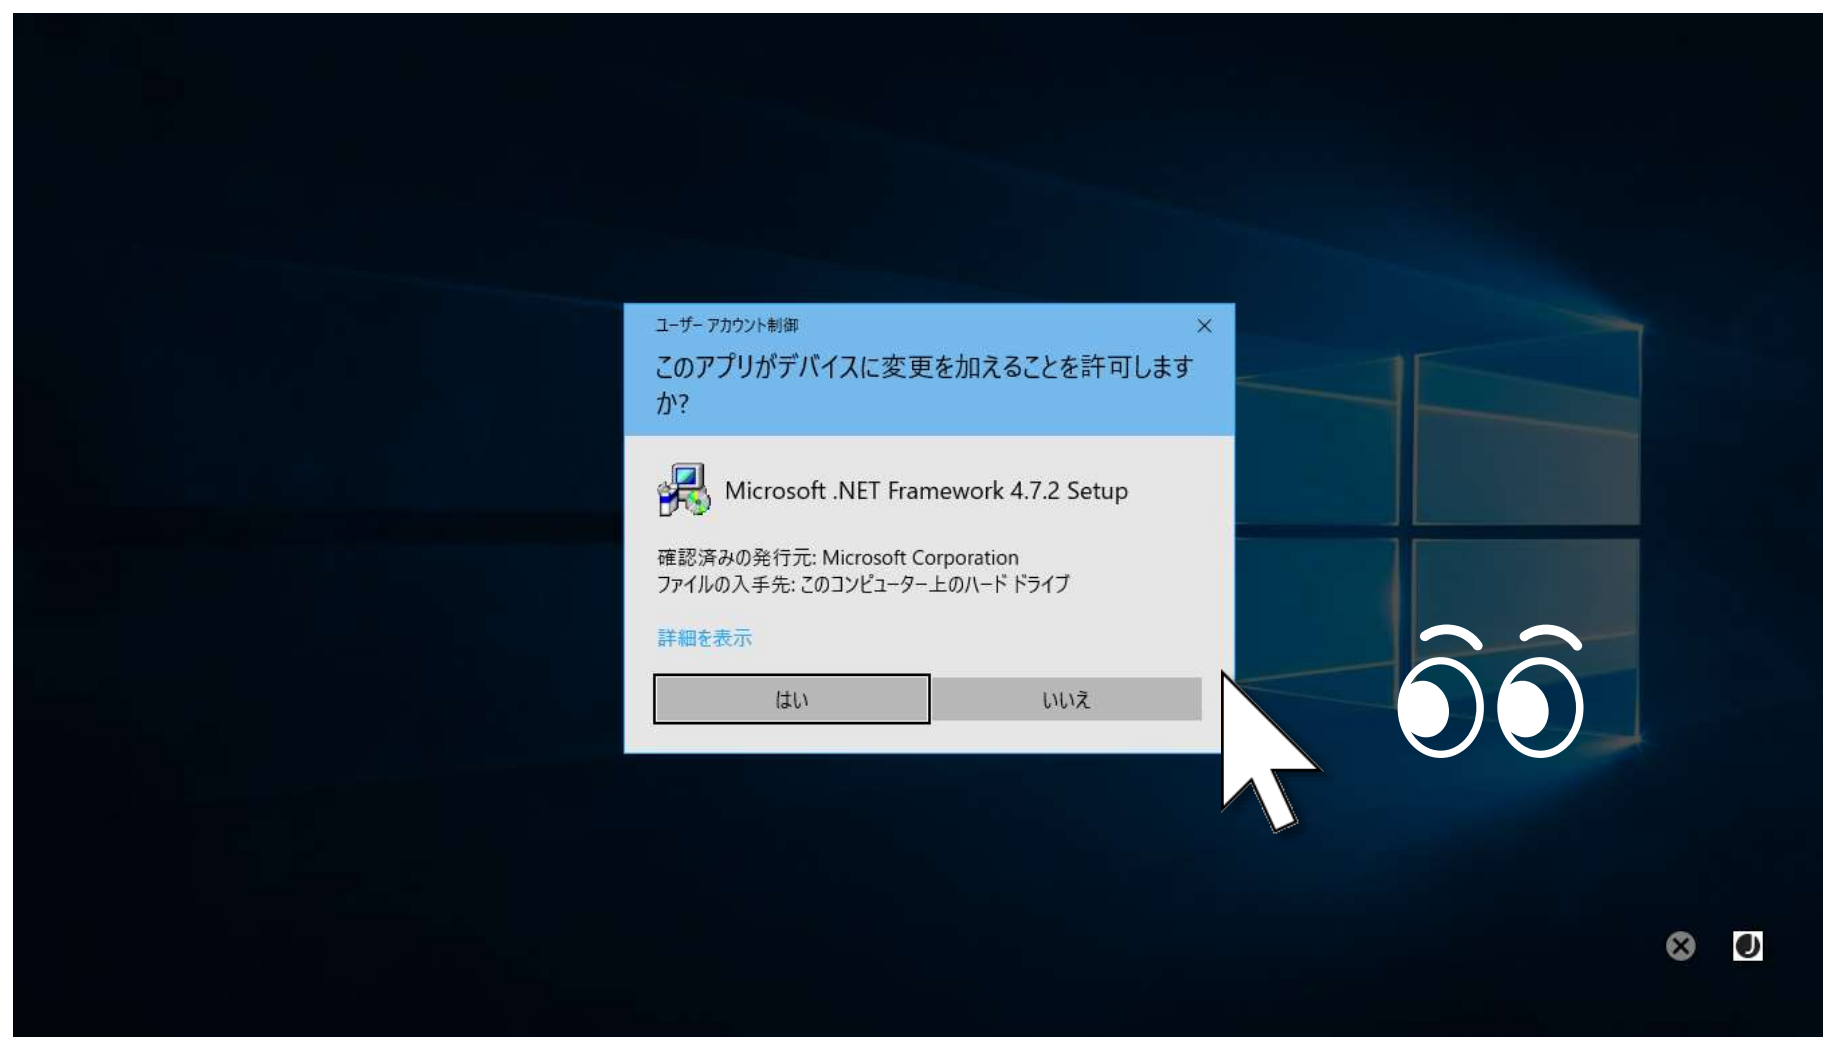 ユーザー アカウント制御
このアプリがデバイスに変更を加えることを許可します
か?
Microsoft .NET Framework 4.7.2 Setup
確認済みの発行元: Microsoft Corporation
ファイルの入手先: このコンピューター上のハード ドライブ
詳細を表示
はい
いいえ
J